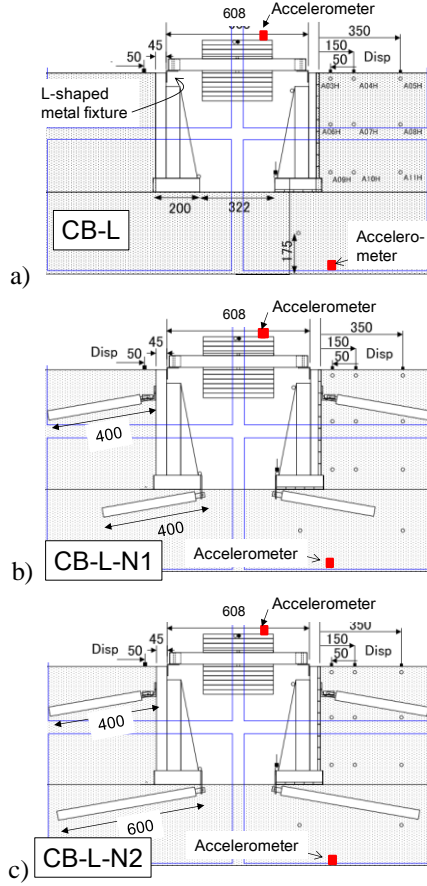 Accelerometer
608
45
50
350
150
50 Disp
L-shaped
metal fixture
A03H A04H A05H
A06H A07H A08H
A09H A10H A11H
200 322
175
CB-L
Accelero-
meter
a)
Accelerometer
608
45
Disp 50
350
150
50 Disp
400
400
Accelerometer
b) CB-L-N1
Accelerometer
608
45
Disp 50
350
150
50 Disp
400
600
Accelerometer
c) CB-L-N2